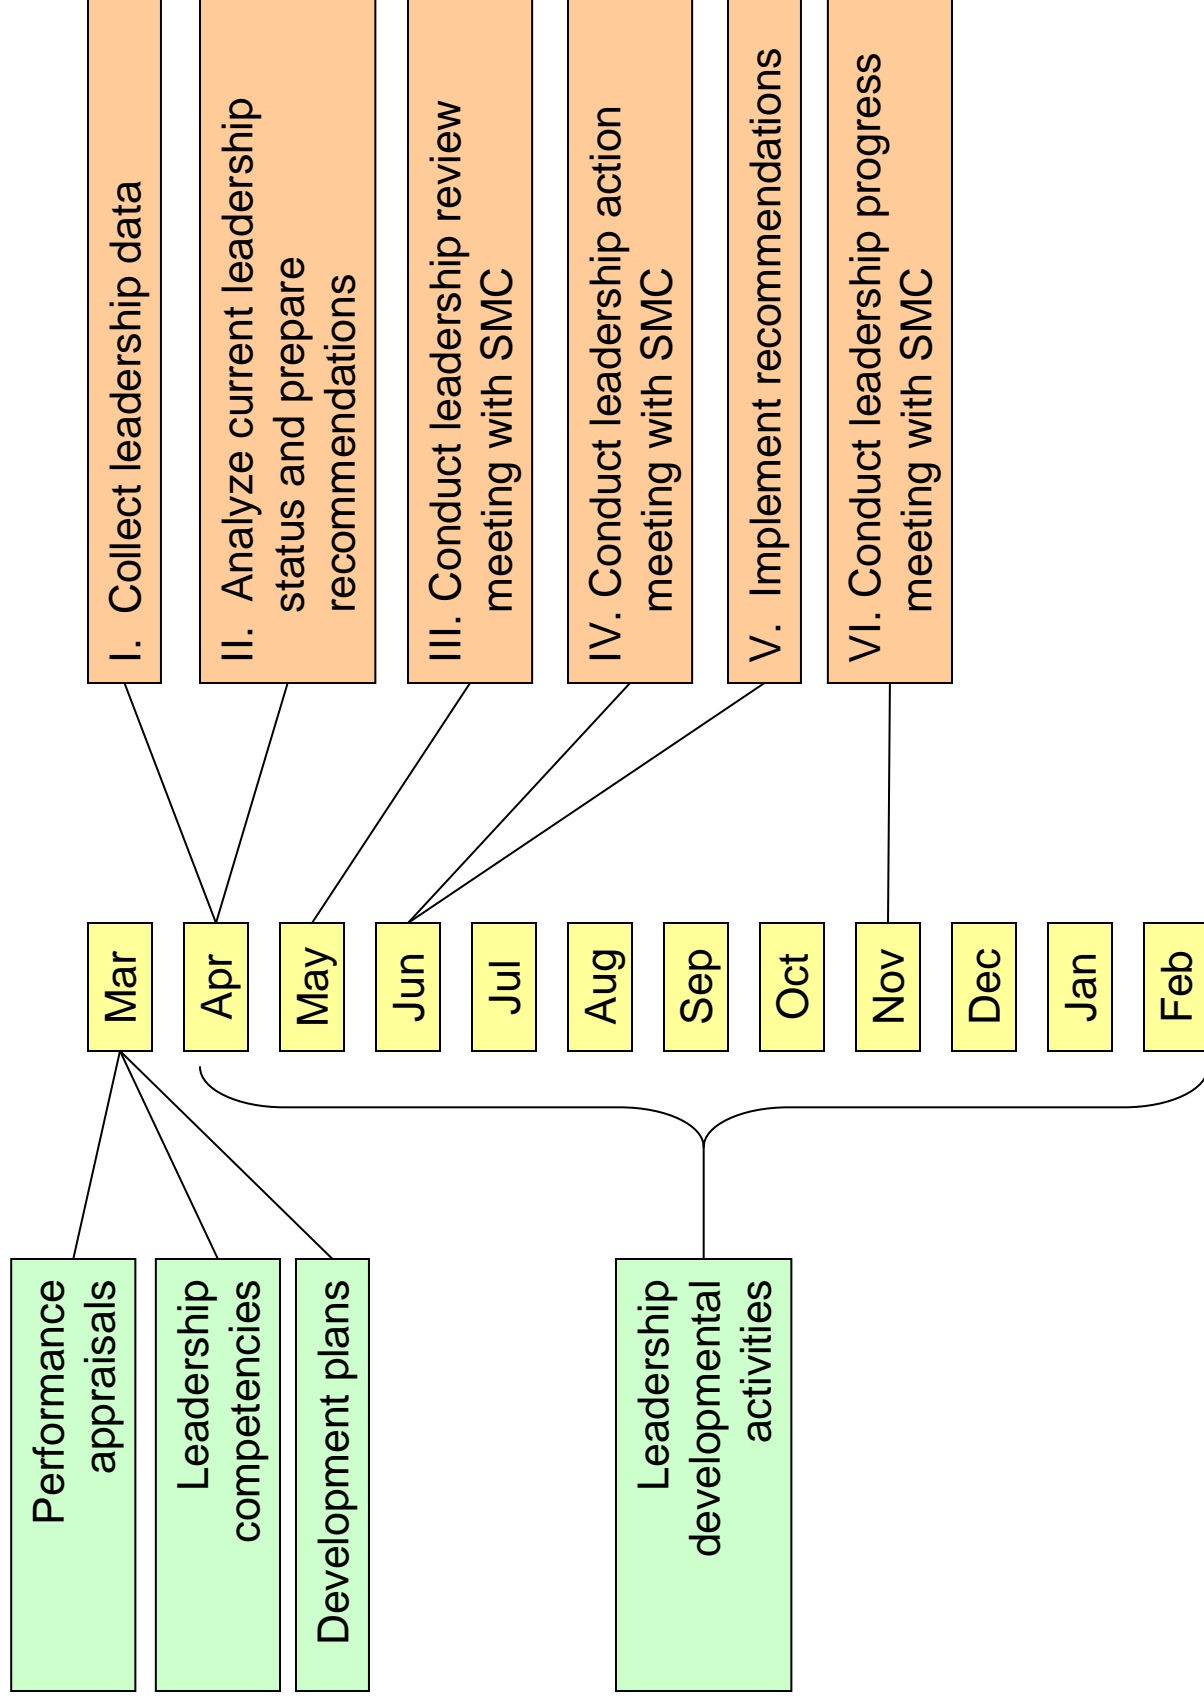 Performance
appraisals
Leadership
competencies
Development plans
Leadership
developmental
activities
Mar
Apr
May
Jun
Jul
Aug
Sep
Oct
Nov
Dec
Jan
Feb
I. Collect leadership data
II. Analyze current leadership
status and prepare
recommendations
III. Conduct leadership review
meeting with SMC
IV. Conduct leadership action
meeting with SMC
V. Implement recommendations
VI. Conduct leadership progress
meeting with SMC